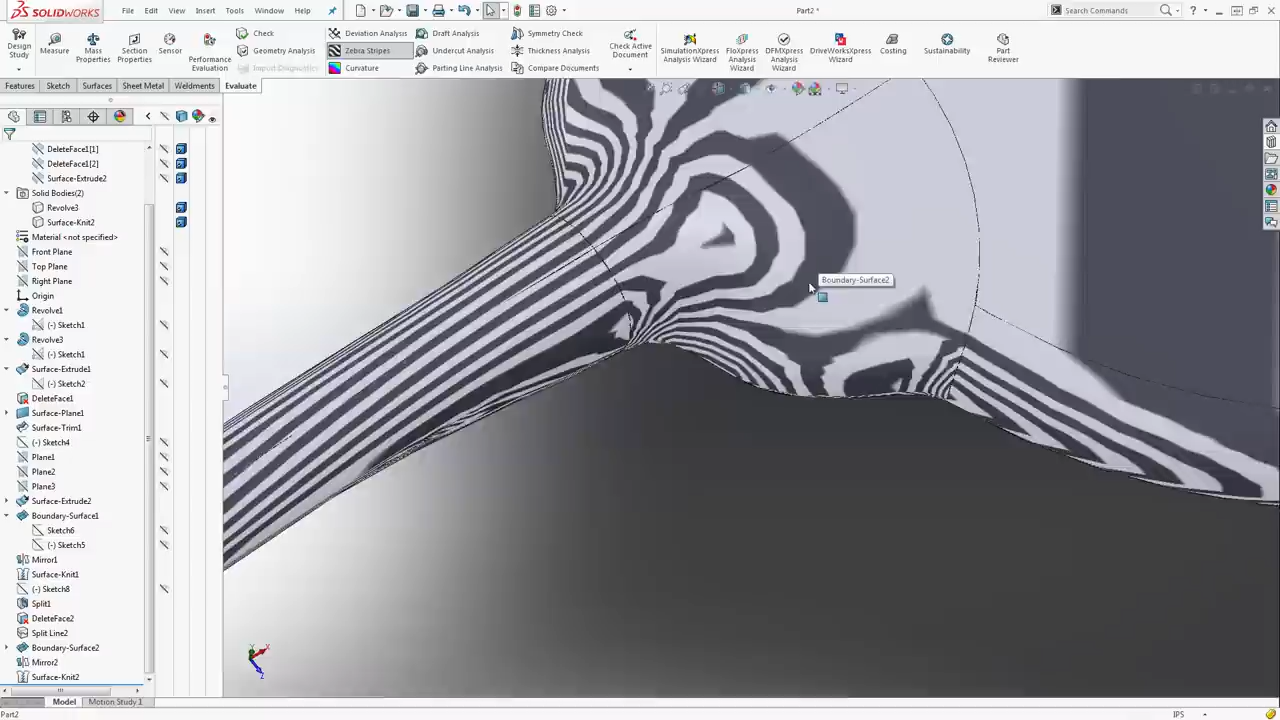 SOLIDWORKS File Edit View Insert Tools Window Help Part2 * Search Commands
Design Study
Measure
Mass Properties
Section Properties
Sensor
Performance Evaluation
Check
Geometry Analysis
Import Diagnostics
Deviation Analysis
Zebra Stripes
Curvature
Draft Analysis
Undercut Analysis
Parting Line Analysis
Symmetry Check
Thickness Analysis
Compare Documents
Check Active Document
SimulationXpress Analysis Wizard
FloXpress Analysis Wizard
DFMXpress Analysis Wizard
DriveWorksXpress Wizard
Costing
Sustainability
Part Reviewer
Features Sketch Surfaces Sheet Metal Weldments Evaluate
DeleteFace1[1]
DeleteFace1[2]
Surface-Extrude2
Solid Bodies(2)
Revolve3
Surface-Knit2
Material <not specified>
Front Plane
Top Plane
Right Plane
Origin
Revolve1
(-) Sketch1
Revolve3
(-) Sketch1
Surface-Extrude1
(-) Sketch2
DeleteFace1
Surface-Plane1
Surface-Trim1
(-) Sketch4
Plane1
Plane2
Plane3
Surface-Extrude2
Boundary-Surface1
Sketch6
(-) Sketch5
Mirror1
Surface-Knit1
(-) Sketch8
Split1
DeleteFace2
Split Line2
Boundary-Surface2
Mirror2
Surface-Knit2
Boundary-Surface2
Y X Z
Model Motion Study 1
Part2 IPS